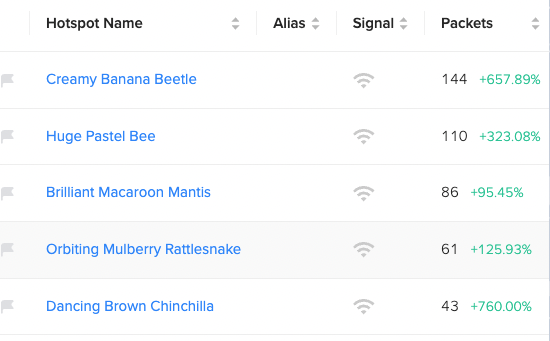 Hotspot Name Alias Signal Packets
Creamy Banana Beetle 144 +657.89%
Huge Pastel Bee 110 +323.08%
Brilliant Macaroon Mantis 86 +95.45%
Orbiting Mulberry Rattlesnake 61 +125.93%
Dancing Brown Chinchilla 43 +760.00%